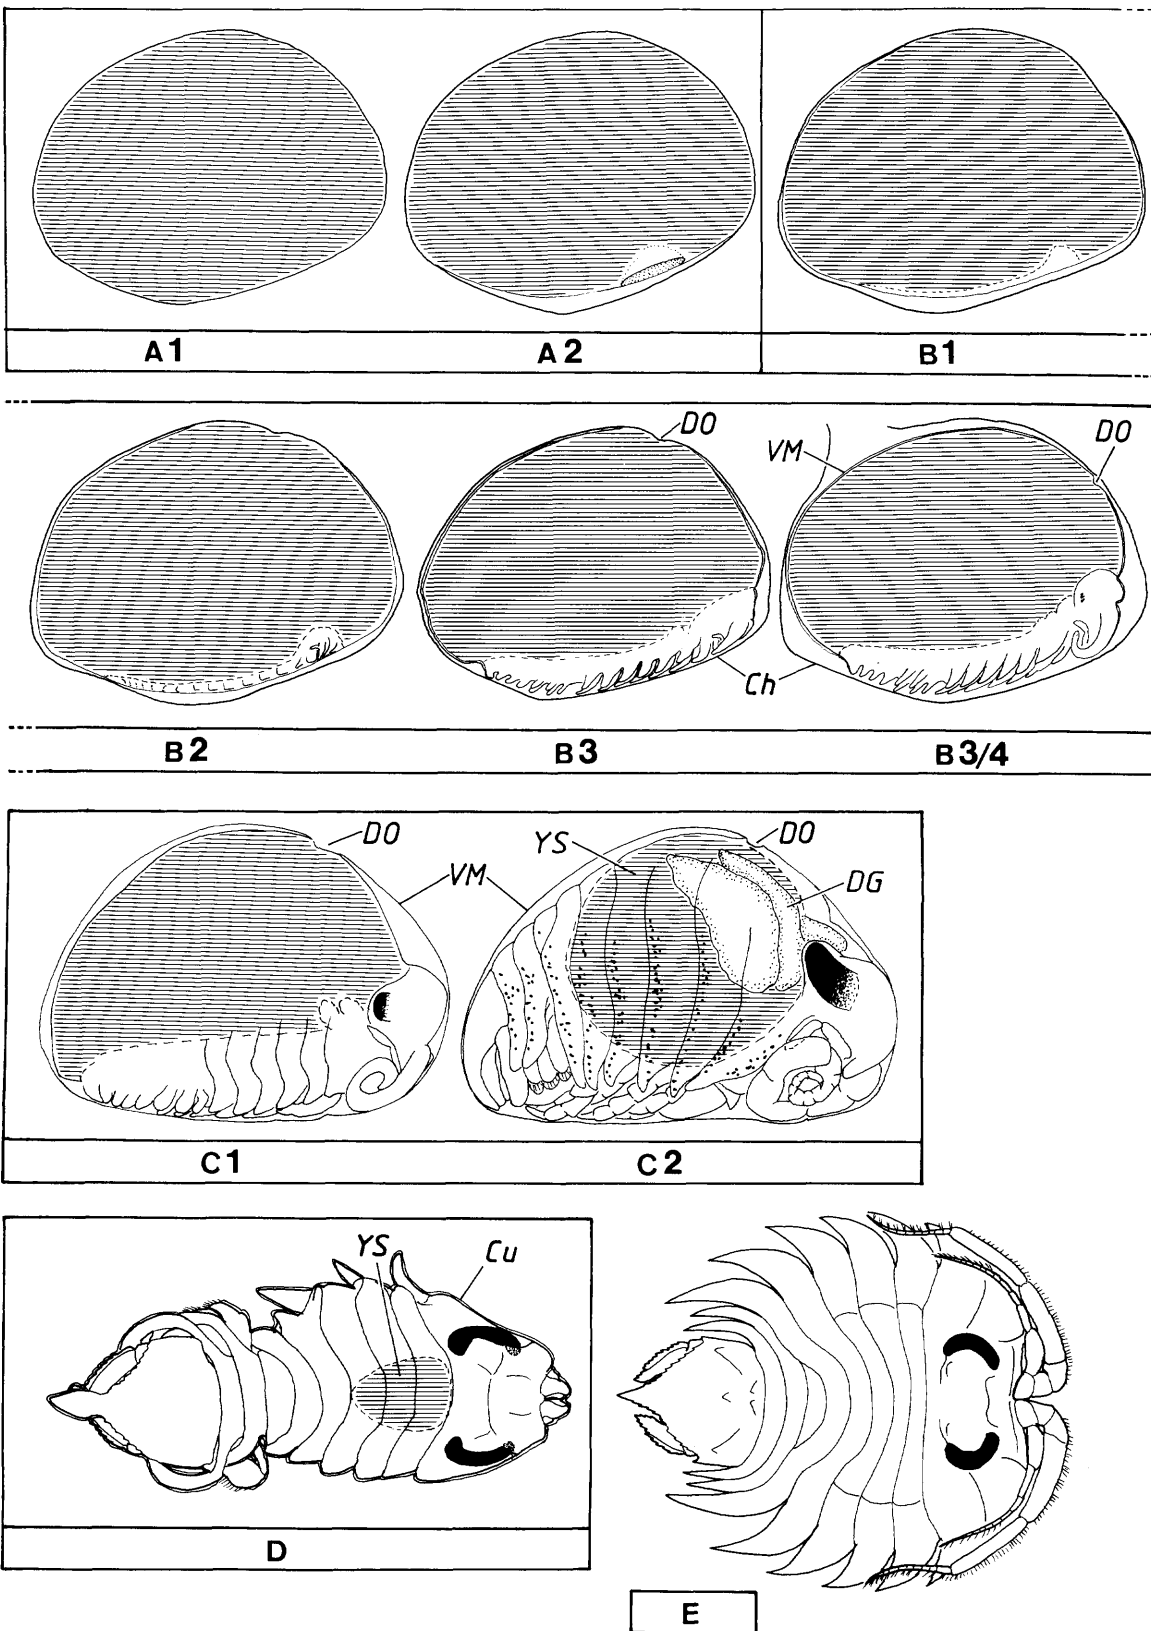 A1 A2 B1
DO VM DO
Ch
B2 B3 B3/4
DO YS DO
VM DG
C1 C2
YS Cu
D
E